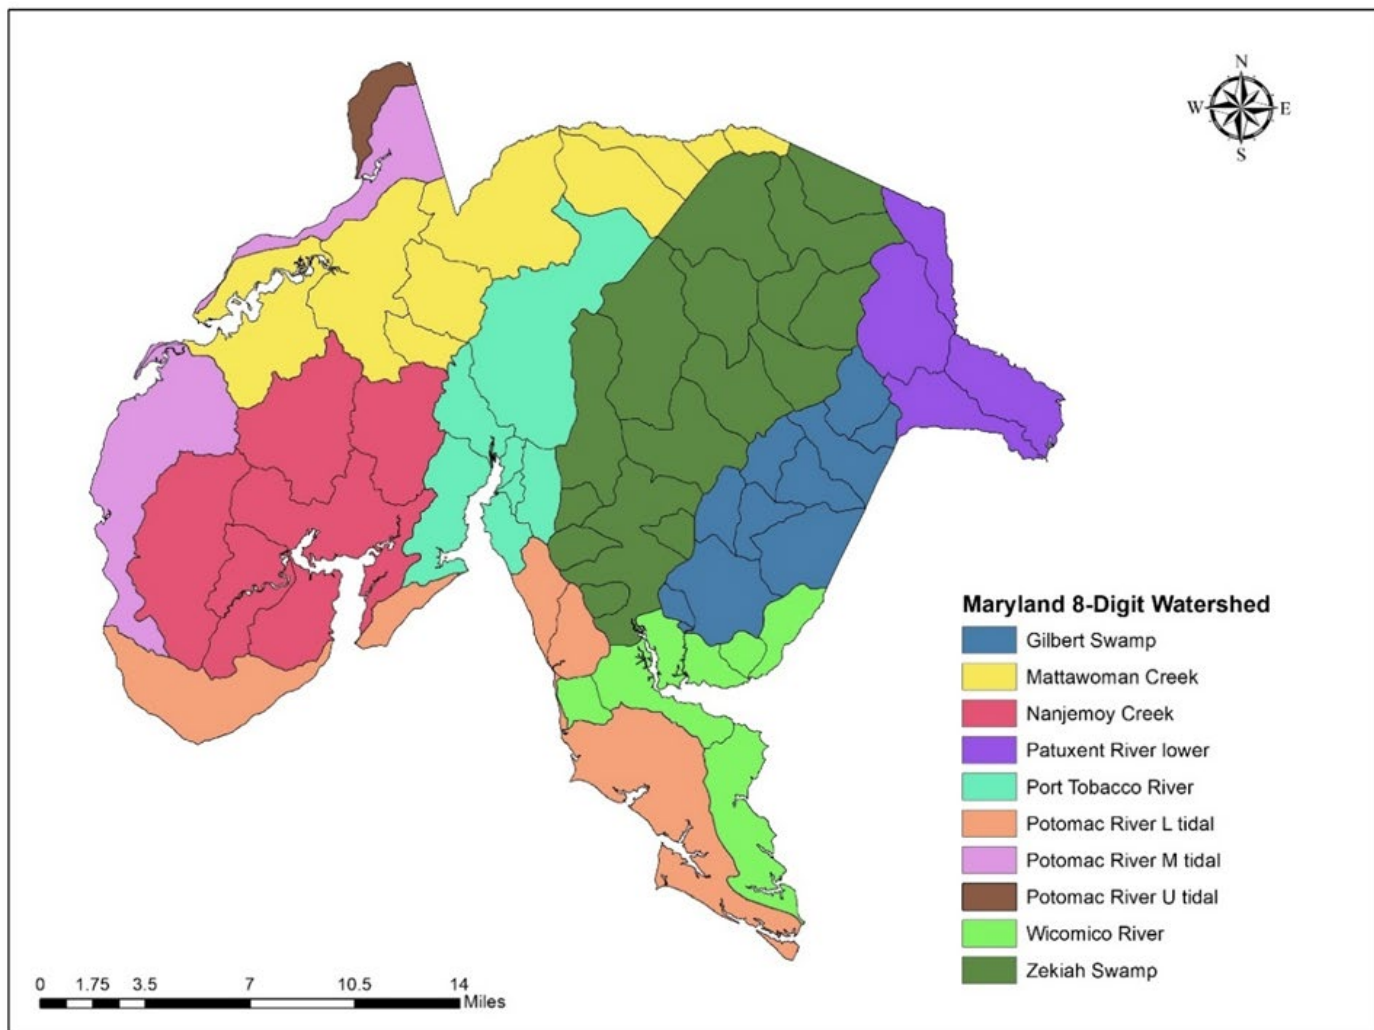 N
W E
S
Maryland 8-Digit Watershed
Gilbert Swamp
Mattawoman Creek
Nanjemoy Creek
Patuxent River lower
Port Tobacco River
Potomac River L tidal
Potomac River M tidal
Potomac River U tidal
Wicomico River
Zekiah Swamp
0 1.75 3.5 7 10.5 14
Miles